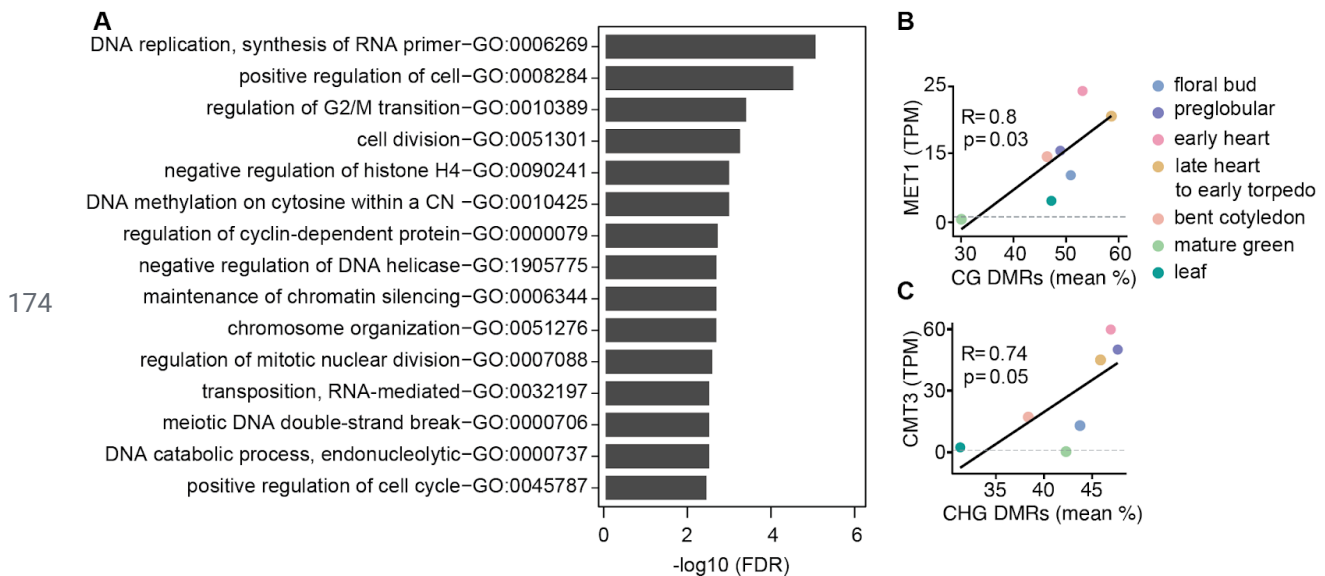 A
DNA replication, synthesis of RNA primer−GO:0006269
positive regulation of cell−GO:0008284
regulation of G2/M transition−GO:0010389
cell division−GO:0051301
negative regulation of histone H4−GO:0090241
DNA methylation on cytosine within a CN −GO:0010425
regulation of cyclin−dependent protein−GO:0000079
negative regulation of DNA helicase−GO:1905775
maintenance of chromatin silencing−GO:0006344
chromosome organization−GO:0051276
regulation of mitotic nuclear division−GO:0007088
transposition, RNA−mediated−GO:0032197
meiotic DNA double−strand break−GO:0000706
DNA catabolic process, endonucleolytic−GO:0000737
positive regulation of cell cycle−GO:0045787
0 2 4 6
-log10 (FDR)
174
B
MET1 (TPM)
25
15
0
R= 0.8
p= 0.03
30 40 50 60
CG DMRs (mean %)
floral bud
preglobular
early heart
late heart
to early torpedo
bent cotyledon
mature green
leaf
C
CMT3 (TPM)
60
30
0
R= 0.74
p= 0.05
35 40 45
CHG DMRs (mean %)